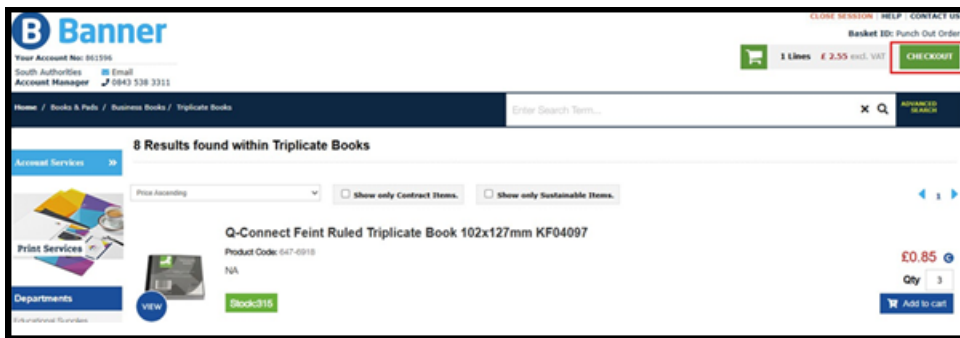 CLOSE SESSION | HELP | CONTACT US
B Banner
Basket ID: Punch Out Order
Your Account No: 861596
South Authorities Email
Account Manager 0843 538 3311
1 Lines £ 2.55 excl. VAT CHECKOUT
Home / Books & Pads / Business Books / Triplicate Books
Enter Search Term...
ADVANCED
SEARCH
8 Results found within Triplicate Books
Account Services »
Price Ascending
Show only Contract Items.
Show only Sustainable Items.
1
Print Services
Q-Connect Feint Ruled Triplicate Book 102x127mm KF04097
Product Code: 647-6918
NA
£0.85
Qty 3
Stock:315
VIEW
Add to cart
Departments
Educational Supplies